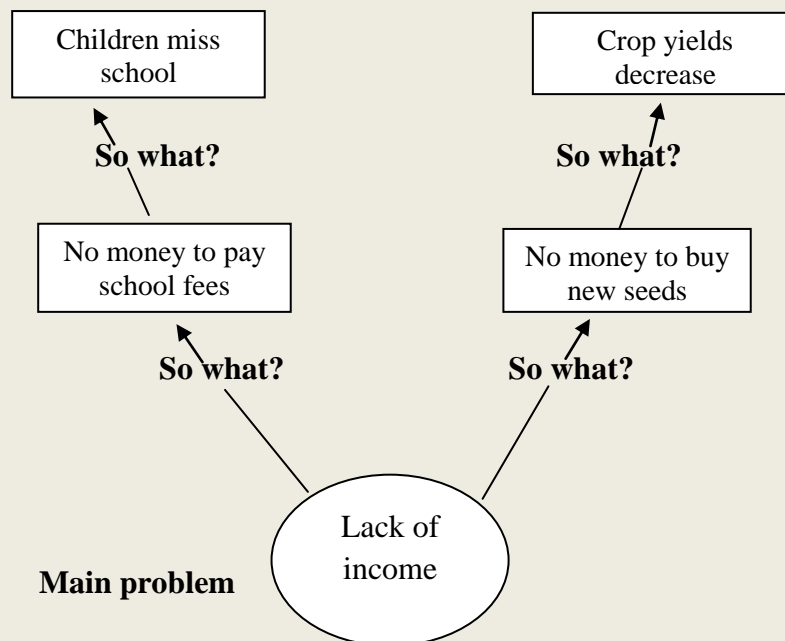 Children miss
school
Crop yields
decrease
So what?
So what?
No money to pay
school fees
No money to buy
new seeds
So what?
So what?
Lack of
income
Main problem